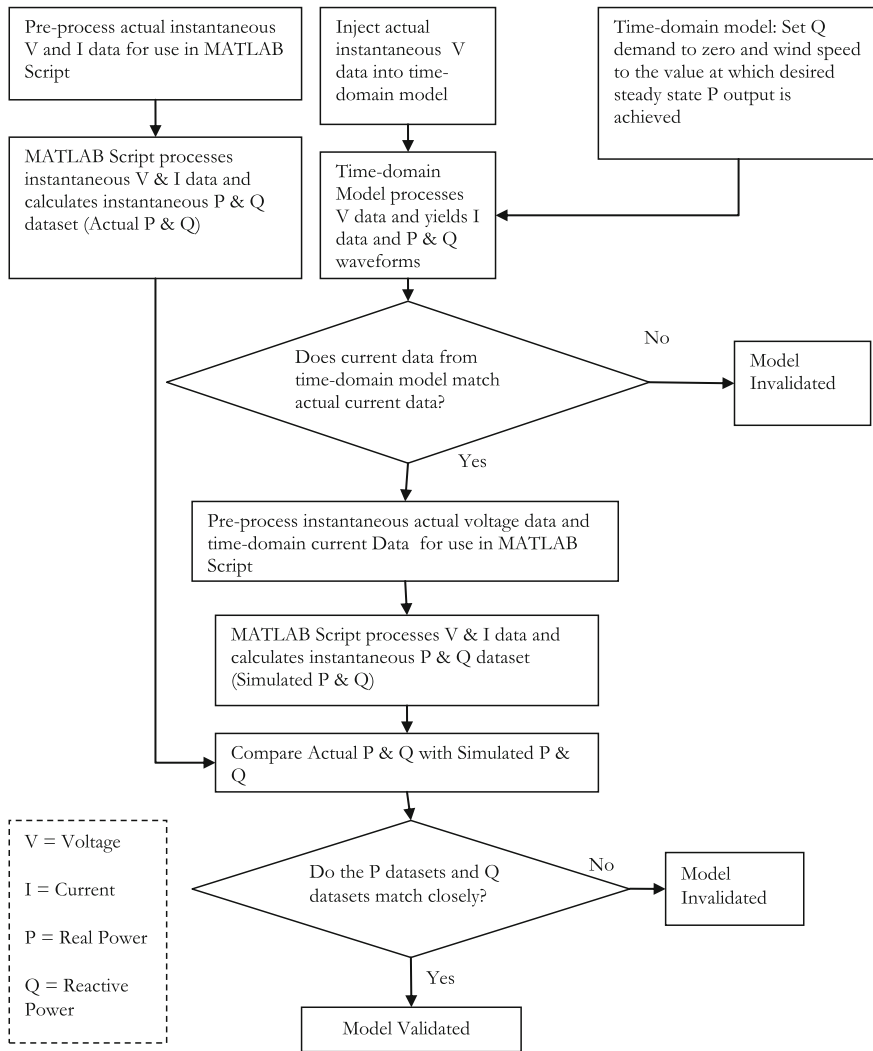 Pre-process actual instantaneous
V and I data for use in MATLAB
Script
Inject actual
instantaneous V
data into time-
domain model
Time-domain model: Set Q
demand to zero and wind speed
to the value at which desired
steady state P output is
achieved
MATLAB Script processes
instantaneous V & I data and
calculates instantaneous P & Q
dataset (Actual P & Q)
Time-domain
Model processes
V data and yields I
data and P & Q
waveforms
Does current data from
time-domain model match
actual current data?
No
Model
Invalidated
Yes
Pre-process instantaneous actual voltage data and
time-domain current Data for use in MATLAB
Script
MATLAB Script processes V & I data and
calculates instantaneous P & Q dataset
(Simulated P & Q)
Compare Actual P & Q with Simulated P &
Q
Do the P datasets and Q
datasets match closely?
No
Model
Invalidated
Yes
Model Validated
V = Voltage
I = Current
P = Real Power
Q = Reactive
Power